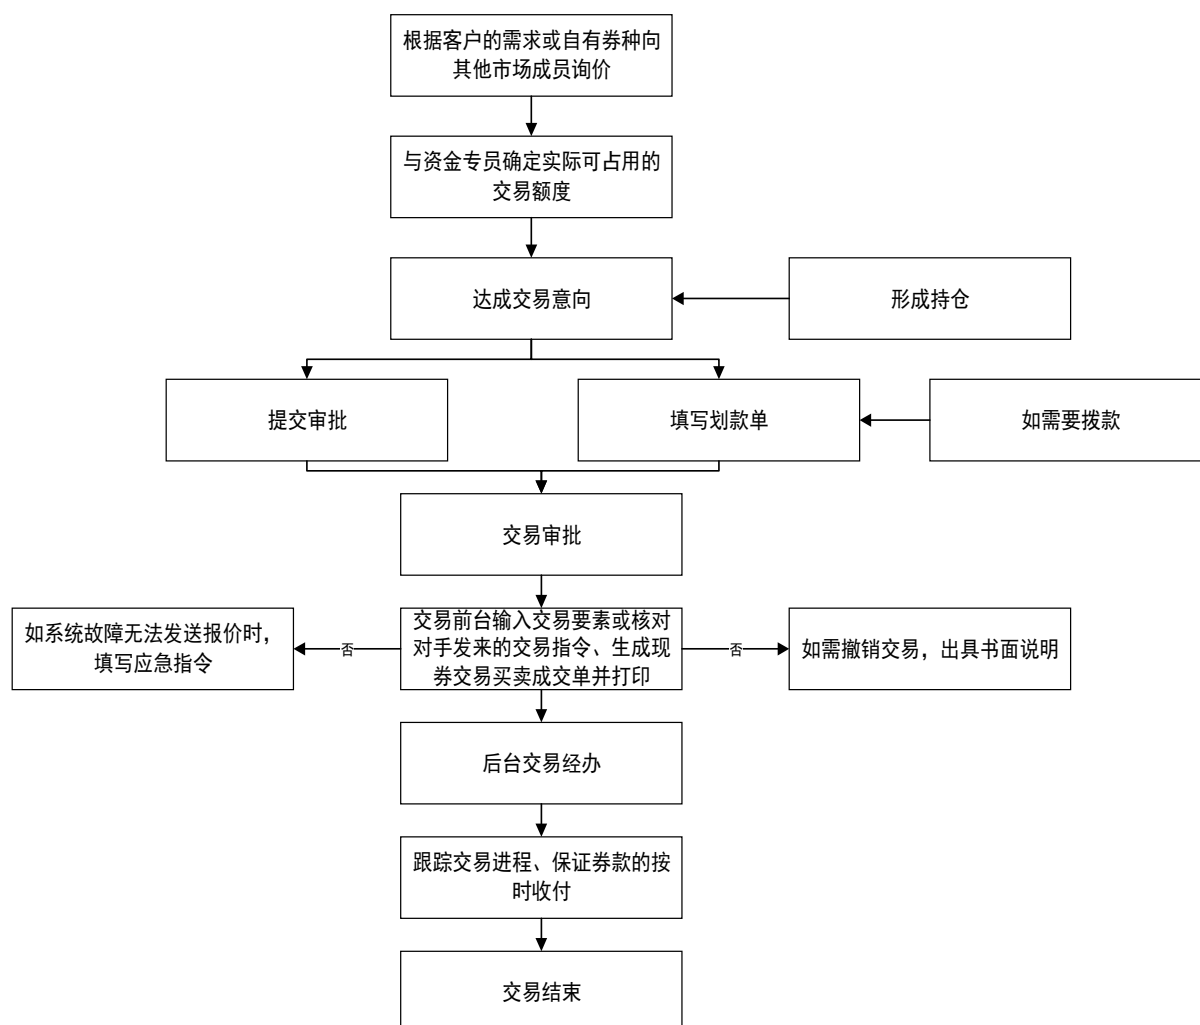 根据客户的需求或自有券种向
其他市场成员询价
与资金专员确定实际可占用的
交易额度
达成交易意向
形成持仓
提交审批
填写划款单
如需要拨款
交易审批
如系统故障无法发送报价时，
填写应急指令
否
交易前台输入交易要素或核对
对手发来的交易指令、生成现
券交易买卖成交单并打印
否
如需撤销交易，出具书面说明
后台交易经办
跟踪交易进程、保证券款的按
时收付
交易结束